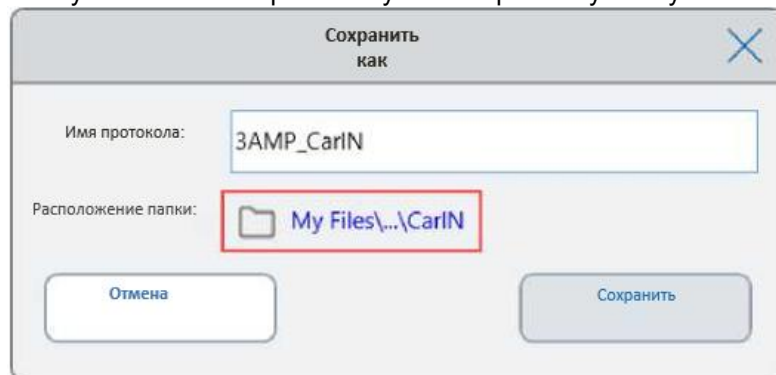 Сохранить
как
Имя протокола:
3AMP_CarIN
Расположение папки:
My Files\...\CarIN
Отмена
Сохранить